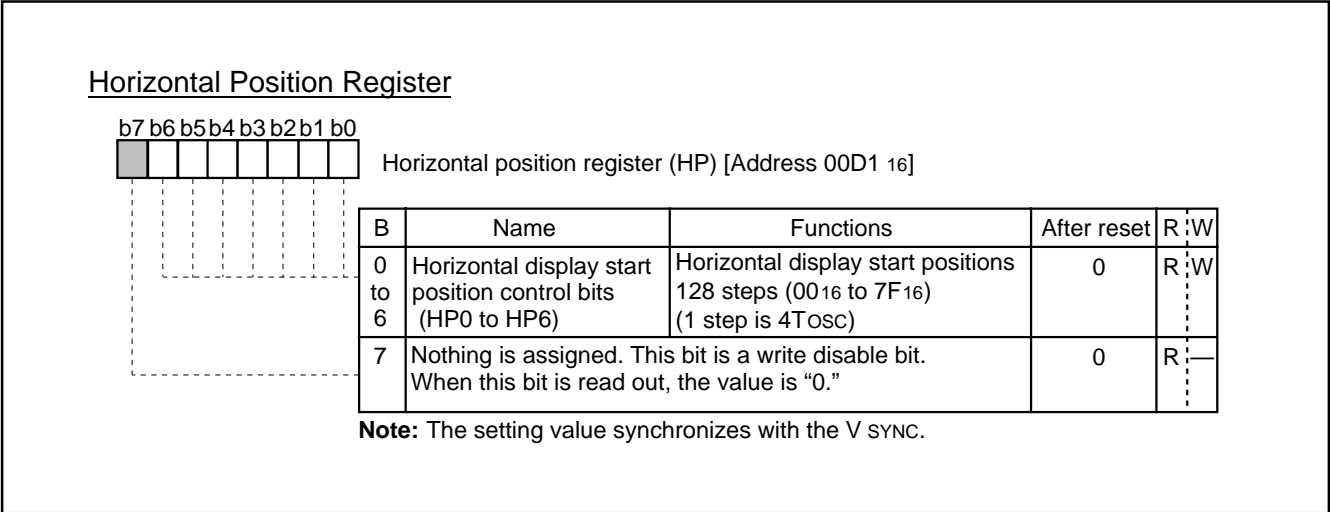 Horizontal Position Register
b7 b6 b5 b4 b3 b2 b1 b0
Horizontal position register (HP) [Address 00D1 16]
B Name Functions After reset R W
0 Horizontal display start Horizontal display start positions 0 R W
to position control bits 128 steps (0016 to 7F16)
6 (HP0 to HP6) (1 step is 4TOSC)
7 Nothing is assigned. This bit is a write disable bit. 0 R —
When this bit is read out, the value is “0.”
Note: The setting value synchronizes with the V SYNC.